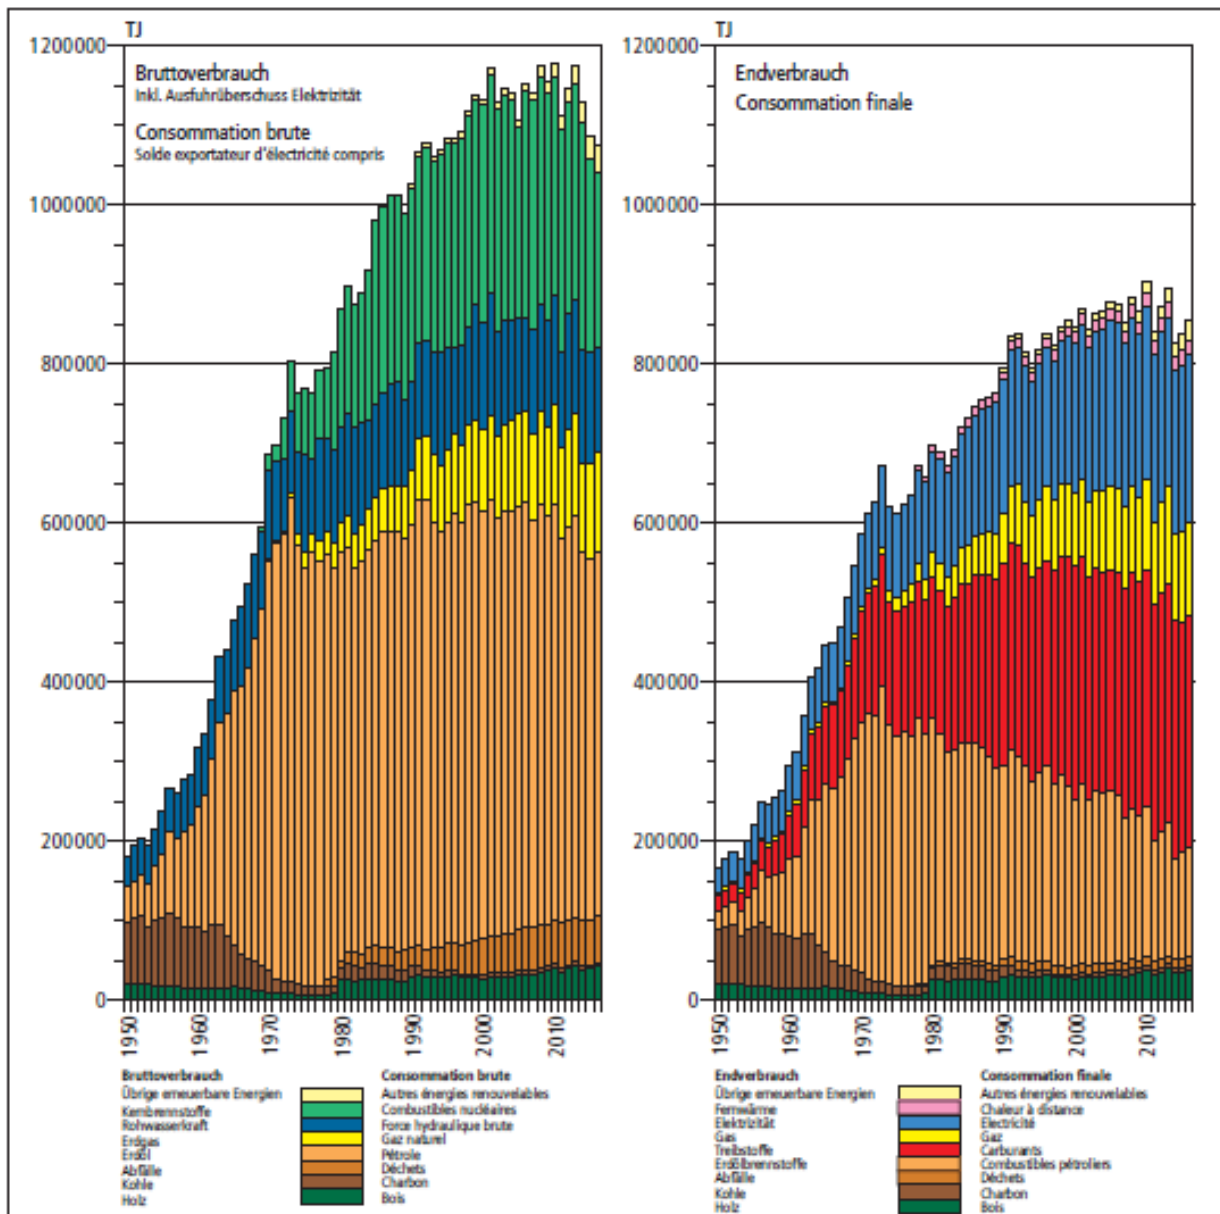 TJ
1200000
1000000
800000
600000
400000
200000
0
Bruttoverbrauch
Inkl. Ausfuhrüberschuss Elektrizität
Consommation brute
Solde exportateur d'électricité compris
1950
1960
1970
1980
1990
2000
2010
Bruttoverbrauch
Consommation brute
Übrige erneuerbare Energien
Autres énergies renouvelables
Kernbrennstoffe
Combustibles nucléaires
Rohwasserkraft
Force hydraulique brute
Erdgas
Gaz naturel
Erdöl
Pétrole
Abfälle
Déchets
Kohle
Charbon
Holz
Bois
TJ
1200000
1000000
800000
600000
400000
200000
0
Endverbrauch
Consommation finale
1950
1960
1970
1980
1990
2000
2010
Endverbrauch
Consommation finale
Übrige erneuerbare Energien
Autres énergies renouvelables
Fernwärme
Chaleur à distance
Elektrizität
Electricité
Gas
Gaz
Treibstoffe
Carburants
Erdölbrennstoffe
Combustibles pétroliers
Abfälle
Déchets
Kohle
Charbon
Holz
Bois